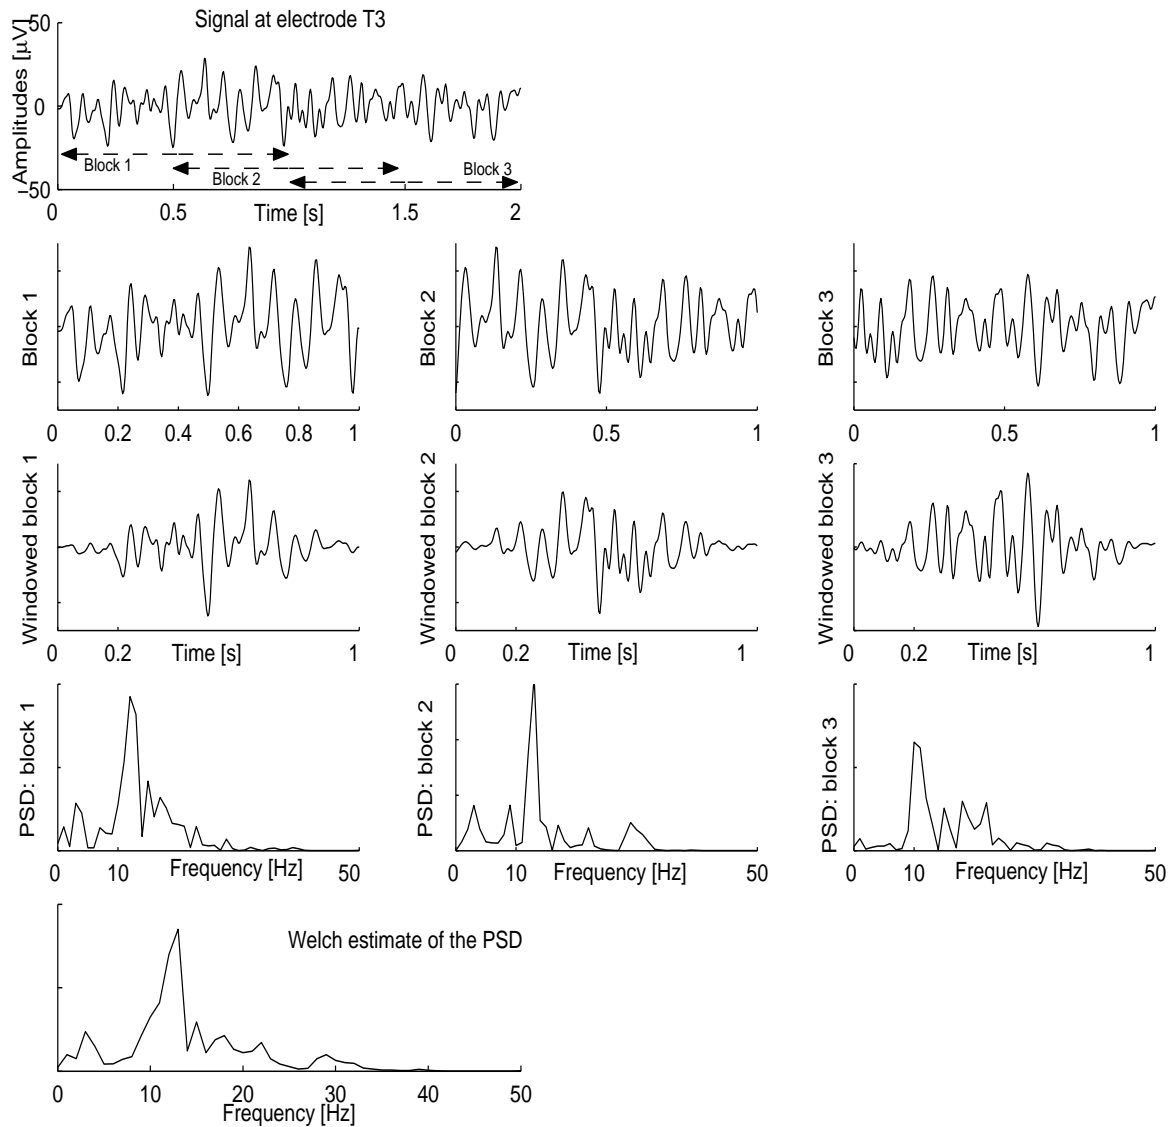 Signal at electrode T3
Amplitudes [µV]
50
0
−50
Block 1
Block 2
Block 3
0 0.5 Time [s] 1.5 2
Block 1
0 0.2 0.4 0.6 0.8 1
Block 2
0 0.5 1
Block 3
0 0.5 1
Windowed block 1
0 0.2 Time [s] 1
Windowed block 2
0 0.2 Time [s] 1
Windowed block 3
0 0.2 Time [s] 1
PSD: block 1
0 10 Frequency [Hz] 50
PSD: block 2
0 10 Frequency [Hz] 50
PSD: block 3
0 10 Frequency [Hz] 50
Welch estimate of the PSD
0 10 20 30 40 50
Frequency [Hz]